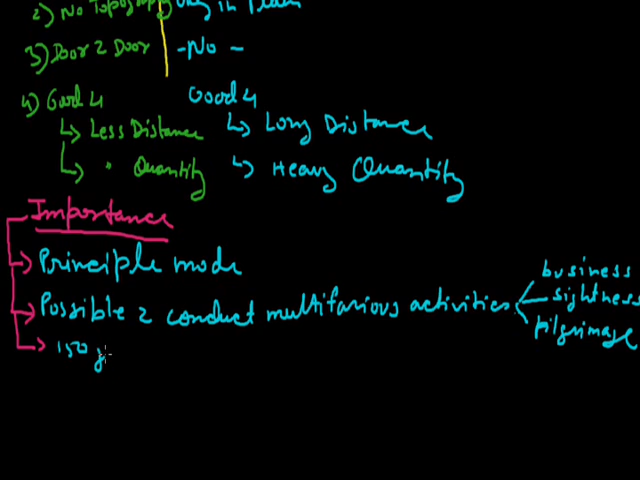 2) No Topography only in Plain
3) Door 2 Door - No -
4) Good 4 Good 4
↳ Less Distance ↳ Long Distance
↳ " Quantity ↳ Heavy Quantity
Importance
→ Principle mode
→ Possible 2 conduct multifarious activities
business
sightness
pilgrimage
→ 150 y